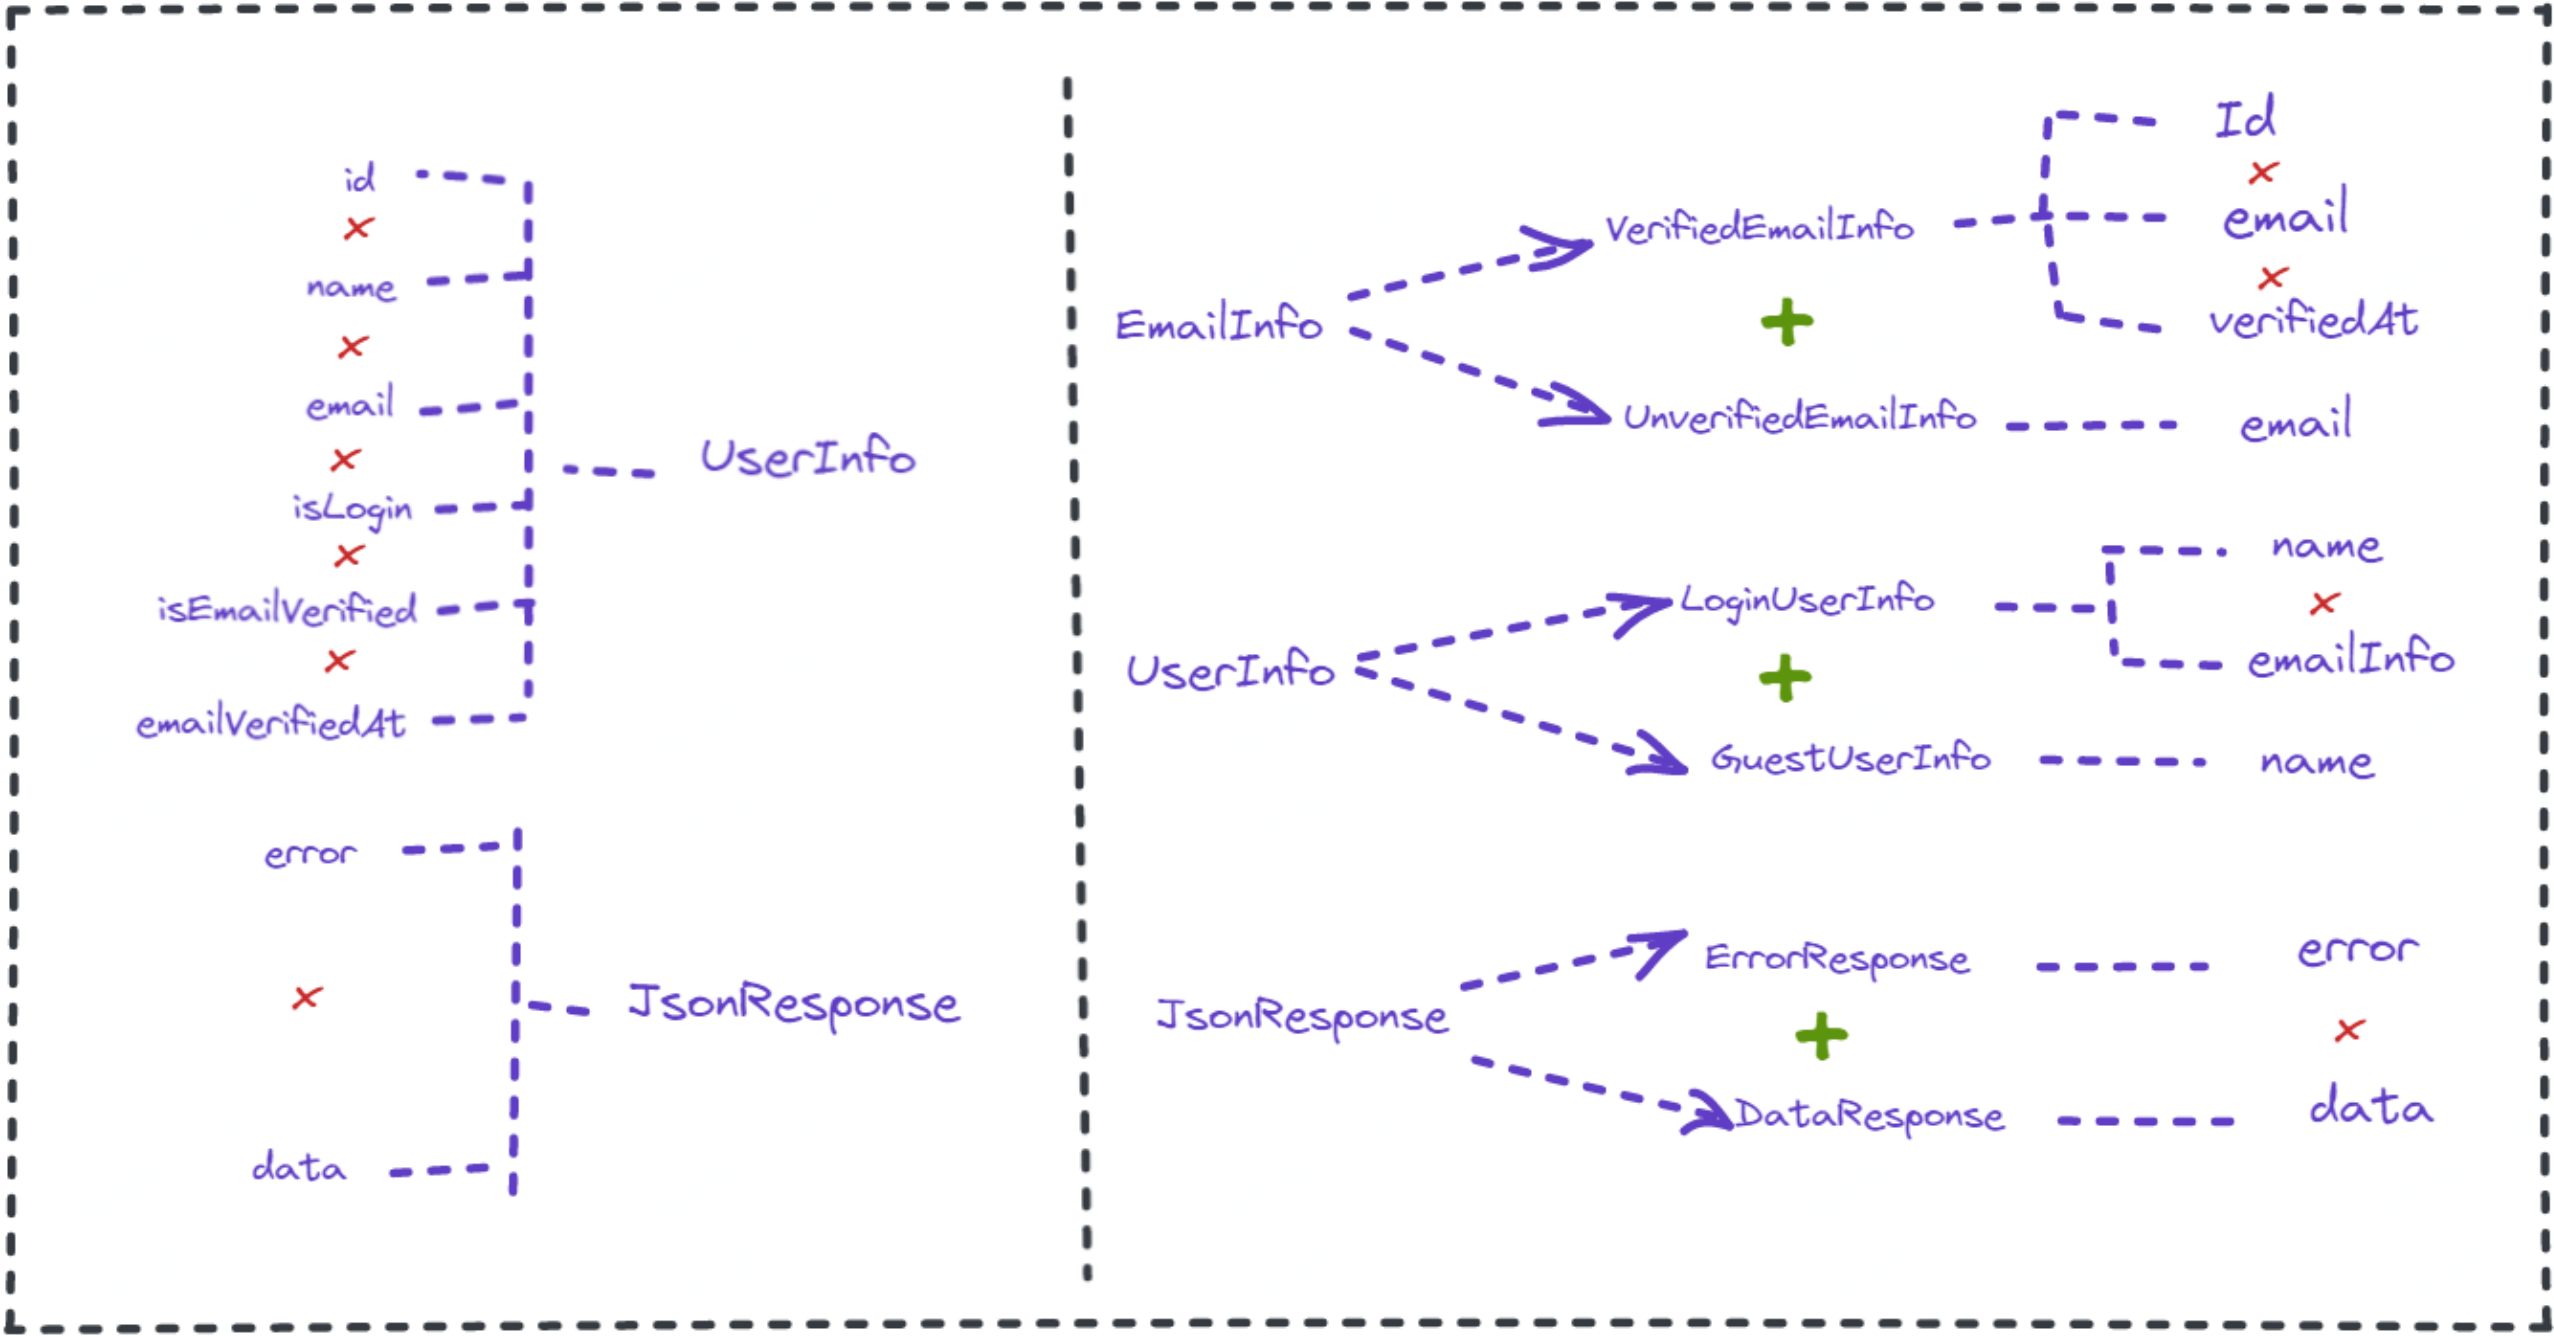 id
name
email
isLogin
isEmailVerified
emailVerifiedAt
UserInfo
error
data
JsonResponse
EmailInfo
VerifiedEmailInfo
Id
email
verifiedAt
UnverifiedEmailInfo
email
UserInfo
LoginUserInfo
name
emailInfo
GuestUserInfo
name
JsonResponse
ErrorResponse
error
DataResponse
data